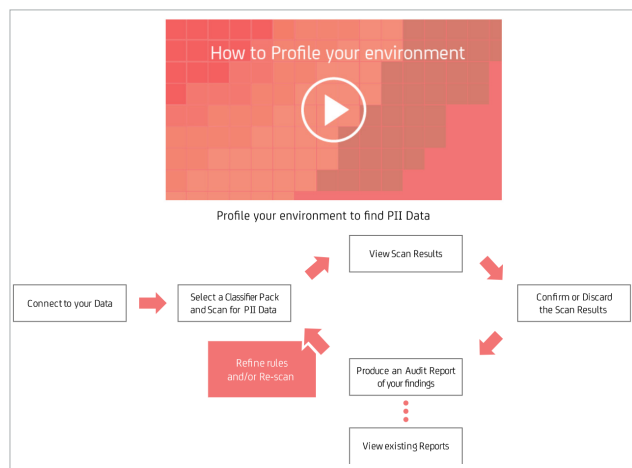 How to Profile your environment
Profile your environment to find PII Data
View Scan Results
Connect to your Data
Select a Classifier Pack
and Scan for PII Data
Confirm or Discard
the Scan Results
Refine rules
and/or Re-scan
Produce an Audit Report
of your findings
View existing Reports